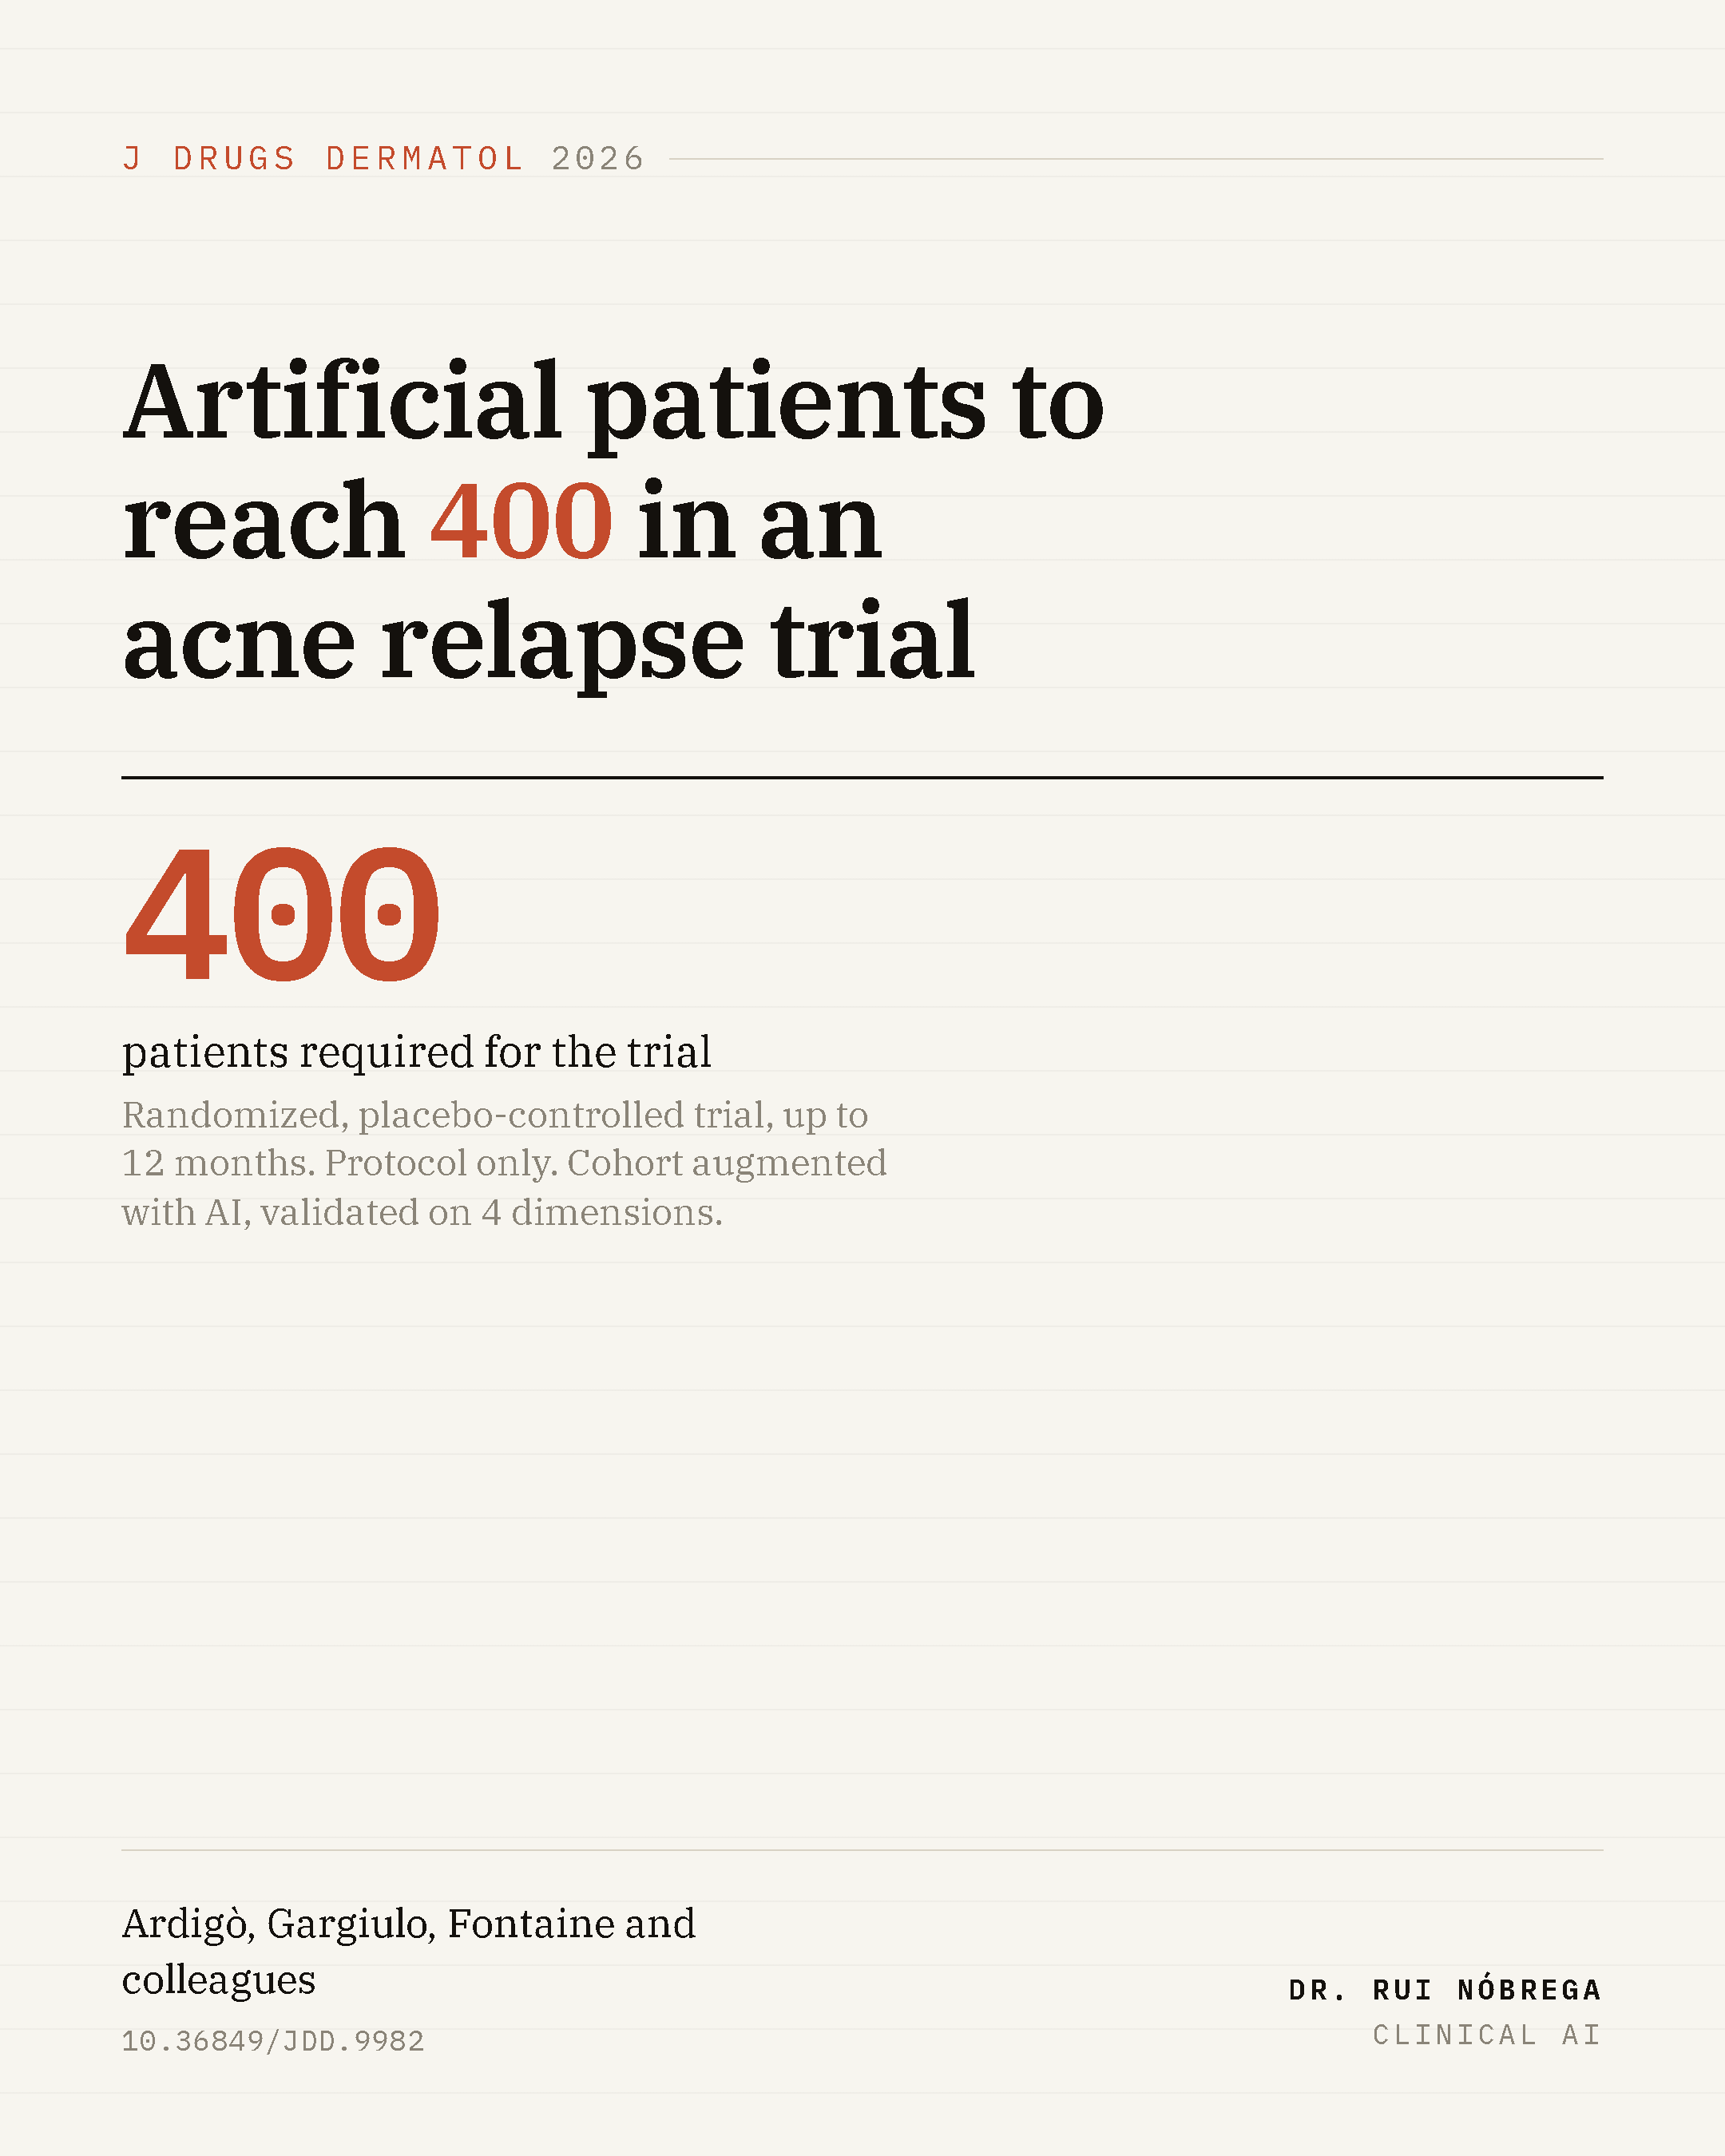 J DRUGS DERMATOL 2026
Artificial patients to
reach 400 in an
acne relapse trial
400
patients required for the trial
Randomized, placebo-controlled trial, up to
12 months. Protocol only. Cohort augmented
with AI, validated on 4 dimensions.
Ardigò, Gargiulo, Fontaine and
colleagues
10.36849/JDD.9982
DR. RUI NÓBREGA
CLINICAL AI